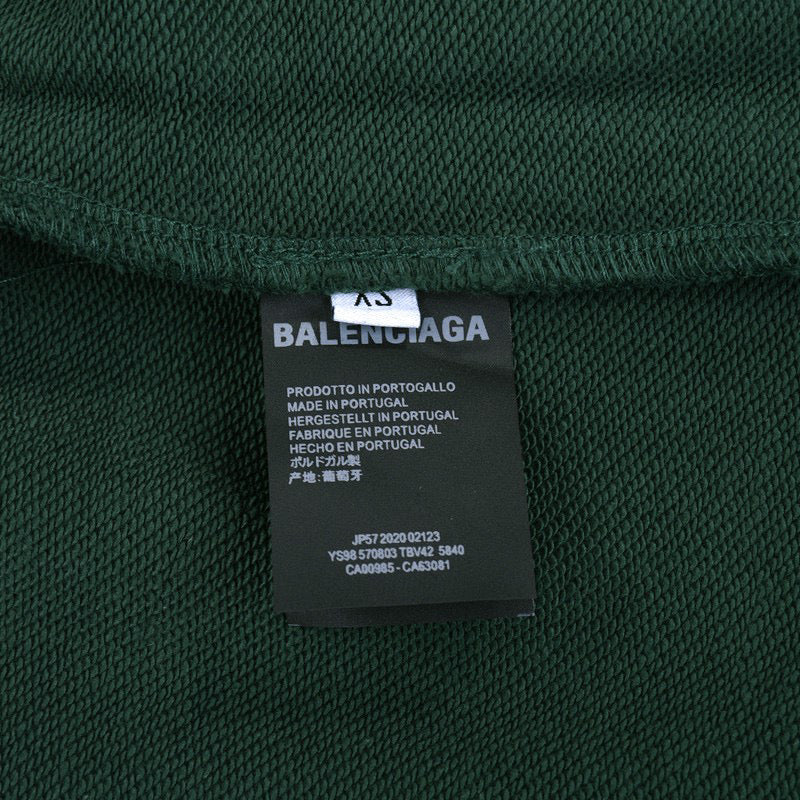 XS
BALENCIAGA
PRODOTTO IN PORTOGALLO
MADE IN PORTUGAL
HERGESTELLT IN PORTUGAL
FABRIQUE EN PORTUGAL
HECHO EN PORTUGAL
ポルドガル製
产地:葡萄牙
JP57 2020 02123
YS98 570803 TBV42 5840
CA00985 - CA63081